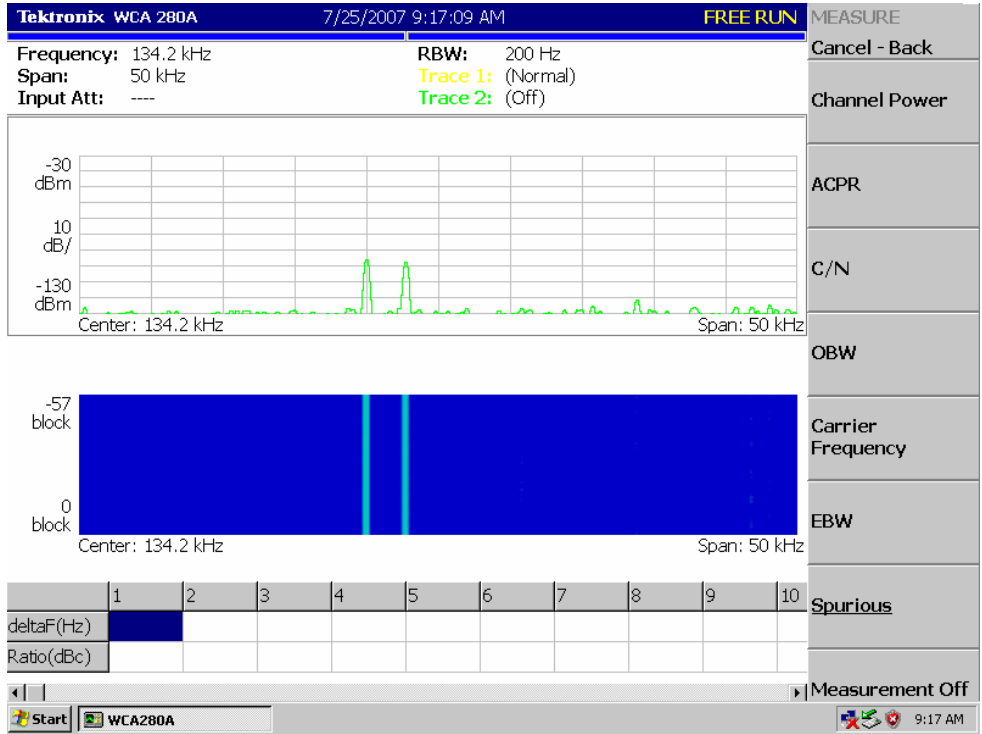 Tektronix WCA 280A 7/25/2007 9:17:09 AM FREE RUN
Frequency: 134.2 kHz RBW: 200 Hz
Span: 50 kHz Trace 1: (Normal)
Input Att: ---- Trace 2: (Off)
-30
dBm
10
dB/
-130
dBm
Center: 134.2 kHz Span: 50 kHz
-57
block
0
block
Center: 134.2 kHz Span: 50 kHz
1 2 3 4 5 6 7 8 9 10
deltaF(Hz)
Ratio(dBc)
MEASURE
Cancel - Back
Channel Power
ACPR
C/N
OBW
Carrier
Frequency
EBW
Spurious
Measurement Off
Start WCA280A 9:17 AM